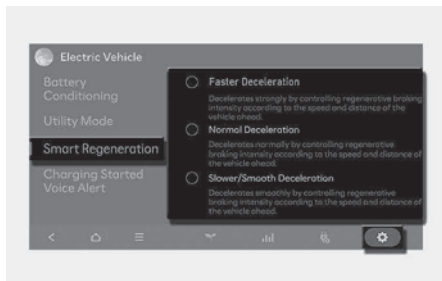 Electric Vehicle
Battery
Conditioning
Utility Mode
Smart Regeneration
Charging Started
Voice Alert
Faster Deceleration
Decelerates strongly by controlling regenerative braking
intensity according to the speed and distance of the
vehicle ahead.
Normal Deceleration
Decelerates normally by controlling regenerative
braking intensity according to the speed and distance of
the vehicle ahead.
Slower/Smooth Deceleration
Decelerates smoothly by controlling regenerative
braking intensity according to the speed and distance of
the vehicle ahead.